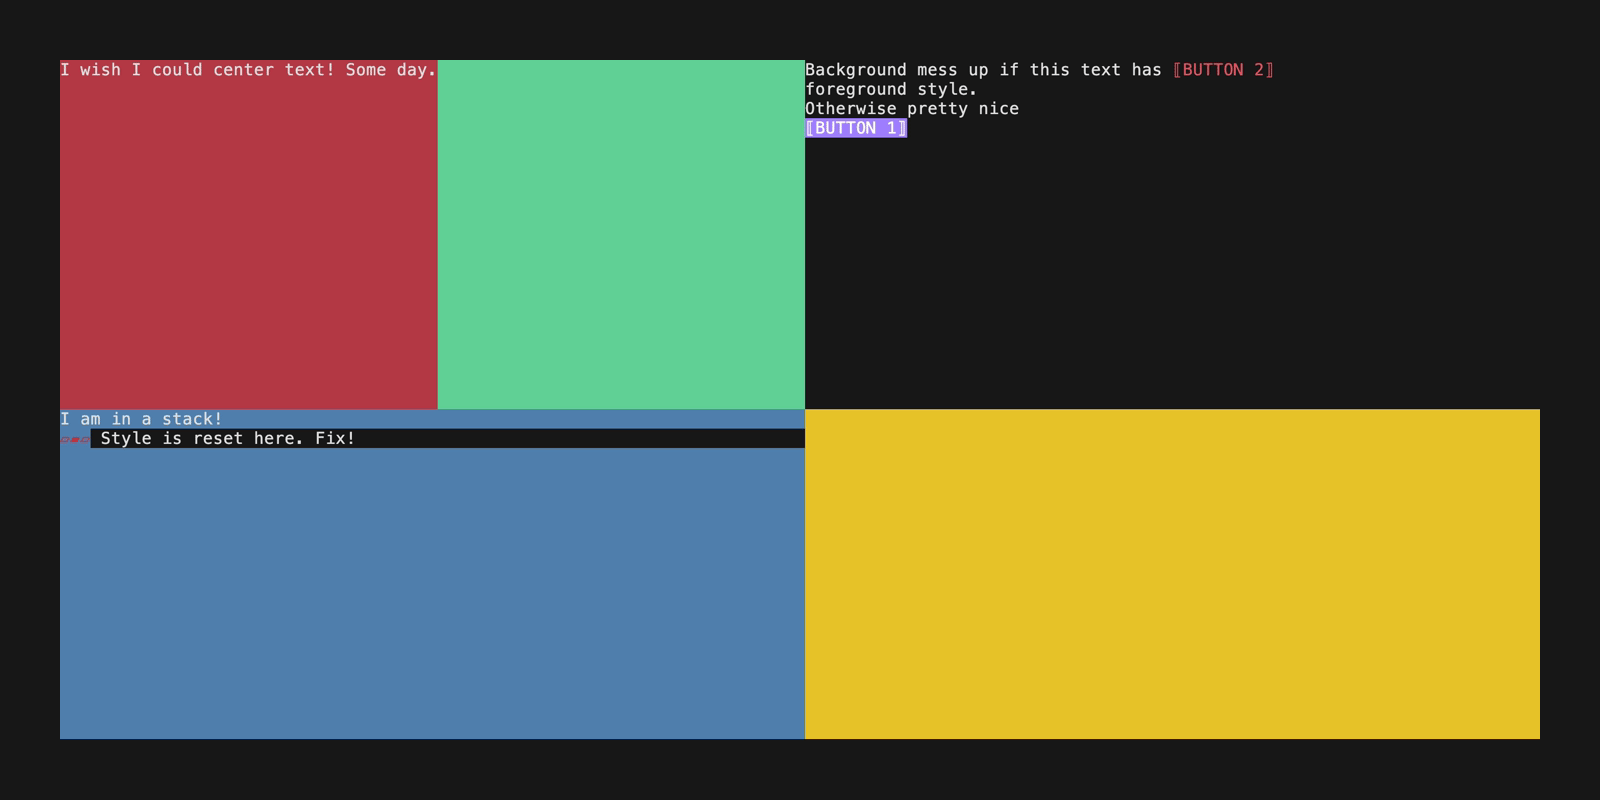 I wish I could center text! Some day.
Background mess up if this text has ⟦BUTTON 2⟧
foreground style.
Otherwise pretty nice
⟦BUTTON 1⟧
I am in a stack!
▱▰▱ Style is reset here. Fix!